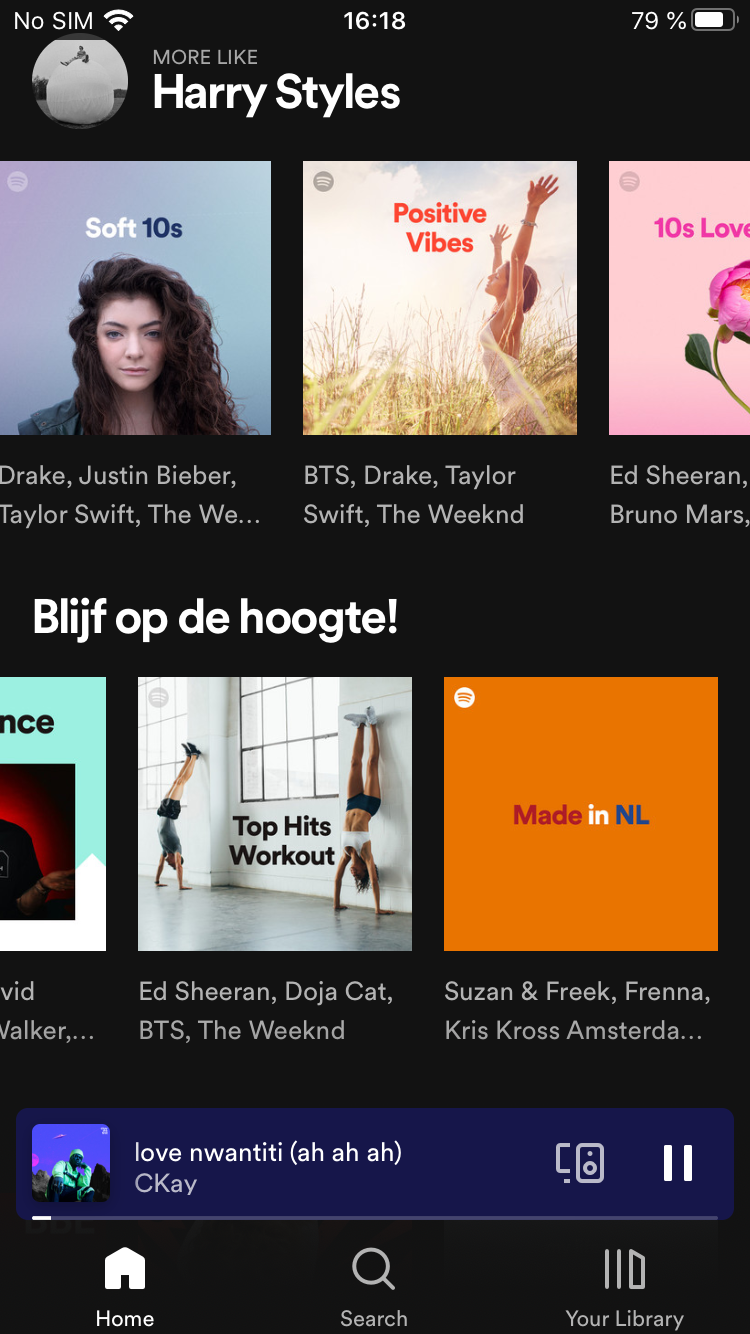 No SIM 16:18 79 %
MORE LIKE
Harry Styles
Soft 10s
Positive
Vibes
10s Love
Drake, Justin Bieber,
Taylor Swift, The We...
BTS, Drake, Taylor
Swift, The Weeknd
Ed Sheeran,
Bruno Mars,
Blijf op de hoogte!
nce
Top Hits
Workout
Made in NL
vid
Walker,...
Ed Sheeran, Doja Cat,
BTS, The Weeknd
Suzan & Freek, Frenna,
Kris Kross Amsterda...
love nwantiti (ah ah ah)
CKay
Home
Search
Your Library